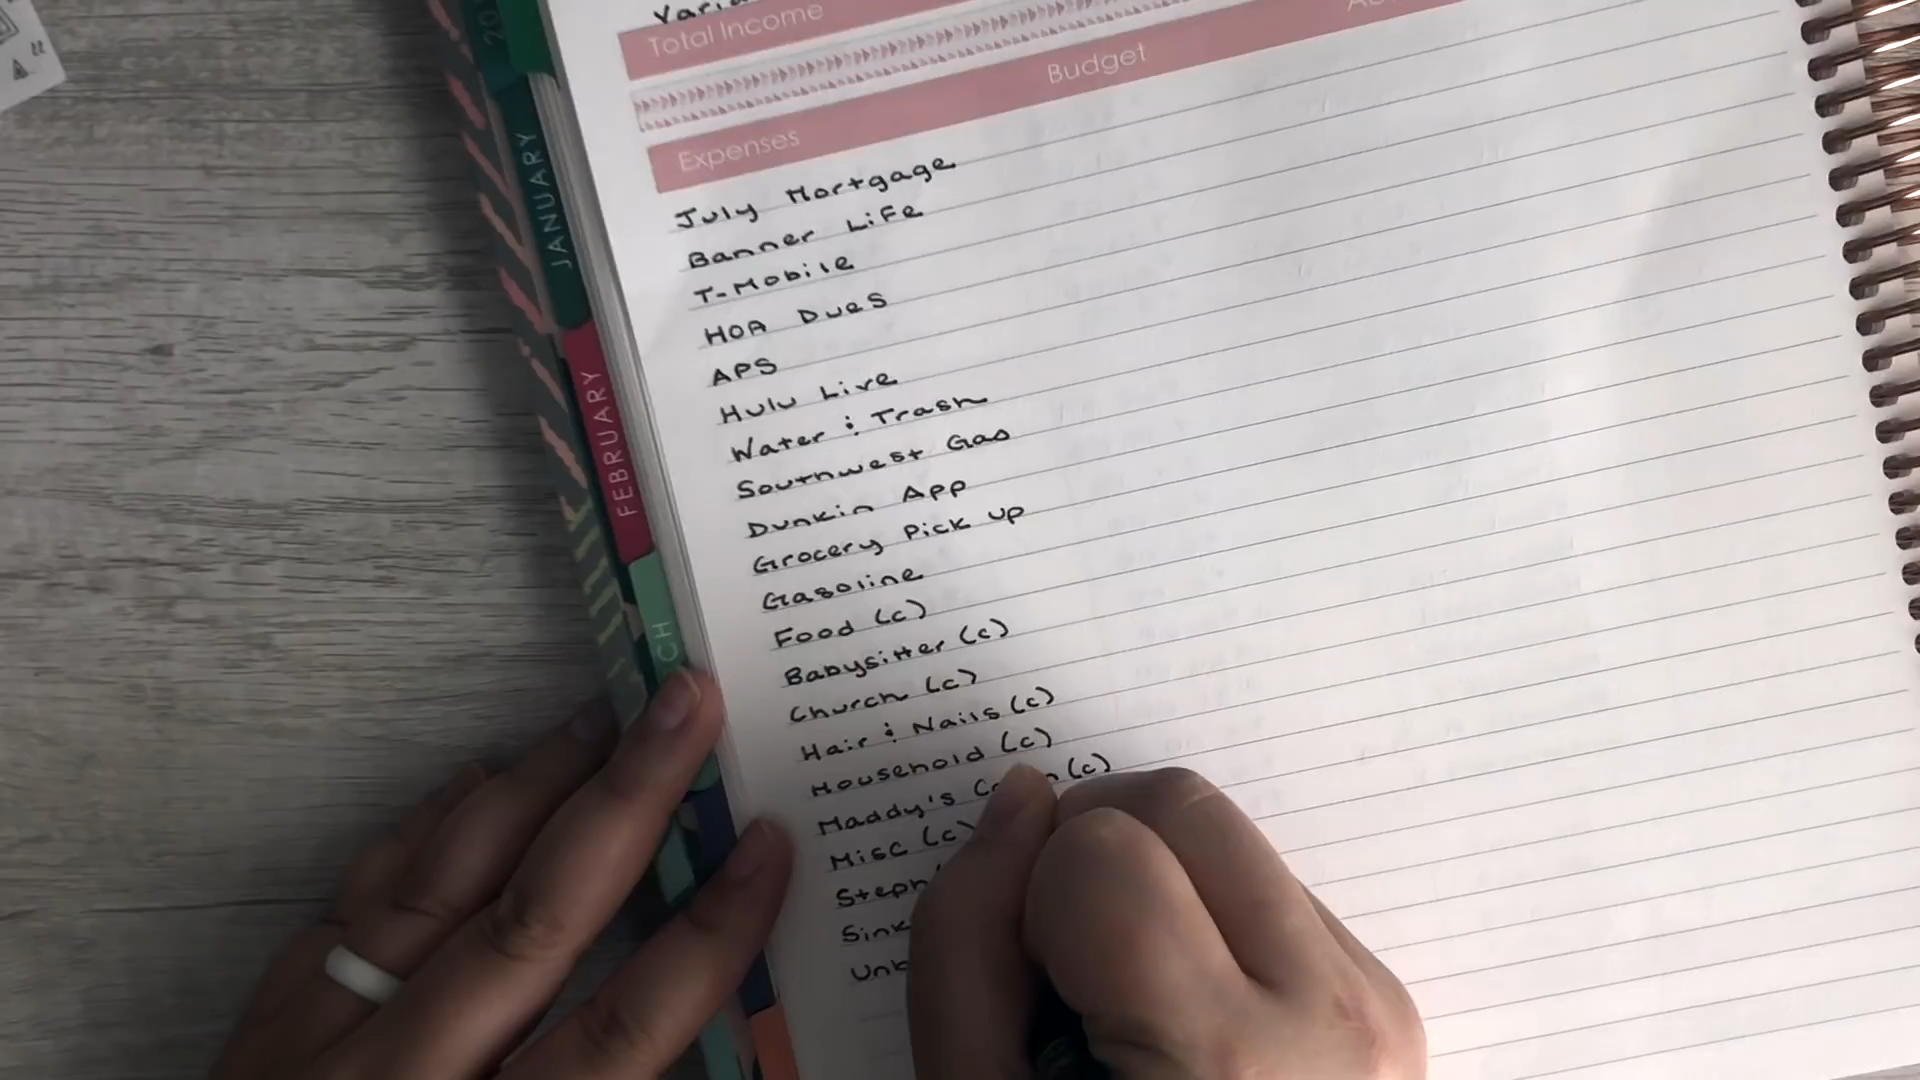 Total Income
Budget
Expenses
July Mortgage
Banner Life
T-Mobile
HOA Dues
APS
Hulu Live
Water & Trash
Southwest Gas
Dunkin App
Grocery Pick up
Gasoline
Food (c)
Babysitter (c)
Church (c)
Hair & Nails (c)
Household (c)
Maddy's (c)
Misc (c)
JANUARY
FEBRUARY